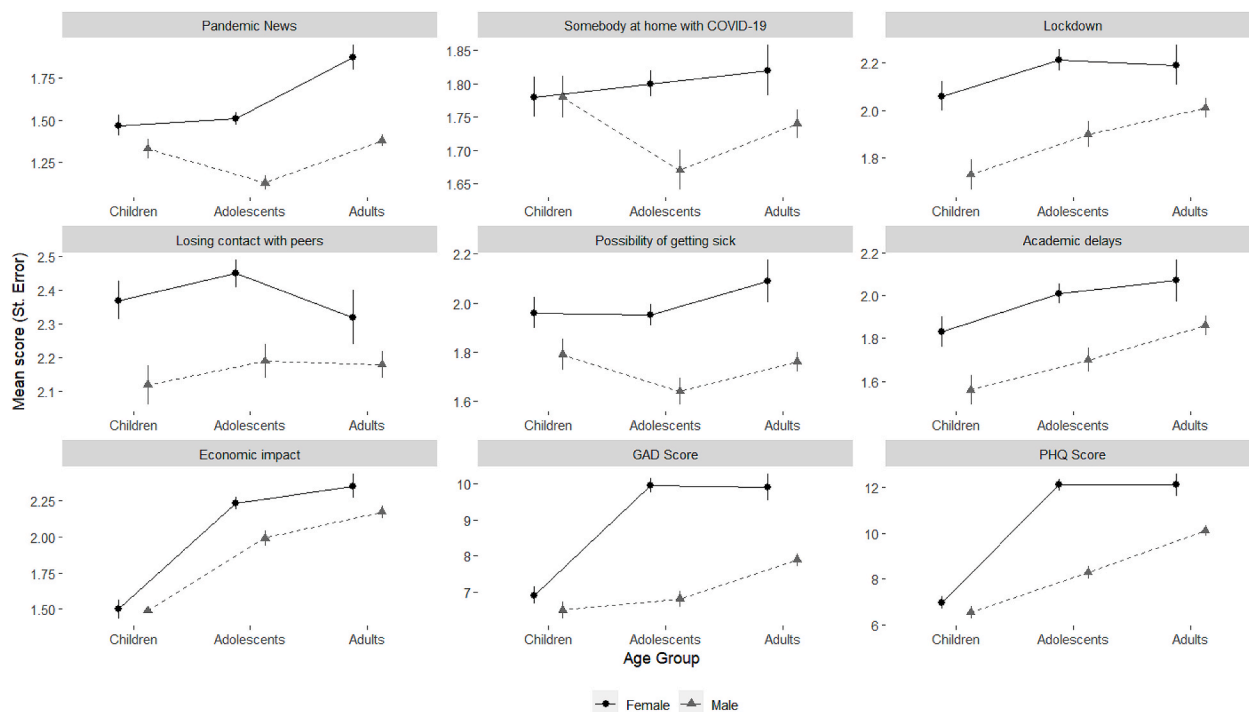 Pandemic News
Somebody at home with COVID-19
Lockdown
1.75
1.50
1.25
1.85
1.80
1.75
1.70
1.65
2.2
2.0
1.8
Children Adolescents Adults
Children Adolescents Adults
Children Adolescents Adults
Losing contact with peers
Possibility of getting sick
Academic delays
Mean score (St. Error)
2.5
2.4
2.3
2.2
2.1
2.2
2.0
1.8
1.6
2.2
2.0
1.8
1.6
Children Adolescents Adults
Children Adolescents Adults
Children Adolescents Adults
Economic impact
GAD Score
PHQ Score
2.25
2.00
1.75
1.50
10
9
8
7
12
10
8
6
Children Adolescents Adults
Children Adolescents Adults
Children Adolescents Adults
Age Group
Female Male